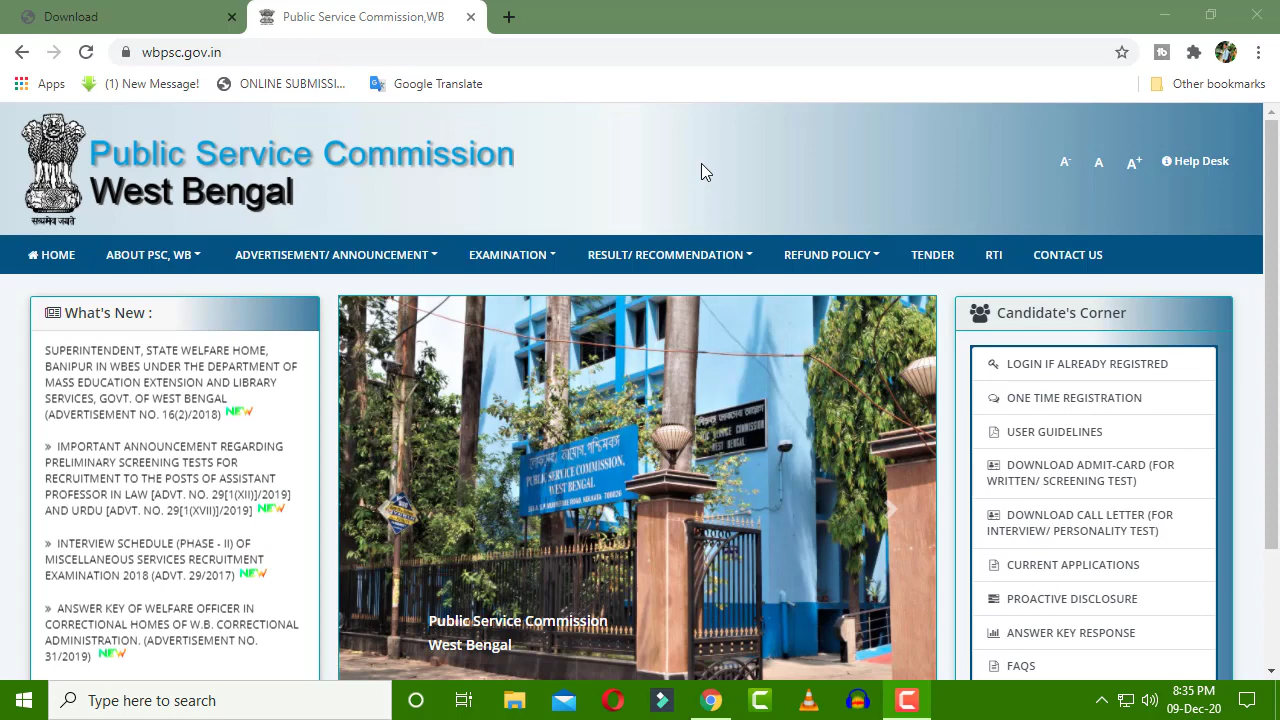 Download
Public Service Commission,WB
wbpsc.gov.in
Apps
(1) New Message!
ONLINE SUBMISSI...
Google Translate
Other bookmarks
Public Service Commission
West Bengal
सत्यमेव जयते
A-
A
A+
Help Desk
HOME
ABOUT PSC, WB
ADVERTISEMENT/ ANNOUNCEMENT
EXAMINATION
RESULT/ RECOMMENDATION
REFUND POLICY
TENDER
RTI
CONTACT US
What's New :
SUPERINTENDENT, STATE WELFARE HOME,
BANIPUR IN WBES UNDER THE DEPARTMENT OF
MASS EDUCATION EXTENSION AND LIBRARY
SERVICES, GOVT. OF WEST BENGAL
(ADVERTISEMENT NO. 16(2)/2018) NEW
» IMPORTANT ANNOUNCEMENT REGARDING
PRELIMINARY SCREENING TESTS FOR
RECRUITMENT TO THE POSTS OF ASSISTANT
PROFESSOR IN LAW [ADVT. NO. 29[1(XII)]/2019]
AND URDU [ADVT. NO. 29[1(XVII)]/2019] NEW
» INTERVIEW SCHEDULE (PHASE - II) OF
MISCELLANEOUS SERVICES RECRUITMENT
EXAMINATION 2018 (ADVT. 29/2017) NEW
» ANSWER KEY OF WELFARE OFFICER IN
CORRECTIONAL HOMES OF W.B. CORRECTIONAL
ADMINISTRATION. (ADVERTISEMENT NO.
31/2019) NEW
PUBLIC SERVICE COMMISSION,
WEST BENGAL.
PUBLIC SERVICE COMMISSION
WEST BENGAL
Public Service Commission
West Bengal
Candidate's Corner
LOGIN IF ALREADY REGISTRED
ONE TIME REGISTRATION
USER GUIDELINES
DOWNLOAD ADMIT-CARD (FOR
WRITTEN/ SCREENING TEST)
DOWNLOAD CALL LETTER (FOR
INTERVIEW/ PERSONALITY TEST)
CURRENT APPLICATIONS
PROACTIVE DISCLOSURE
ANSWER KEY RESPONSE
FAQS
Type here to search
8:35 PM
09-Dec-20